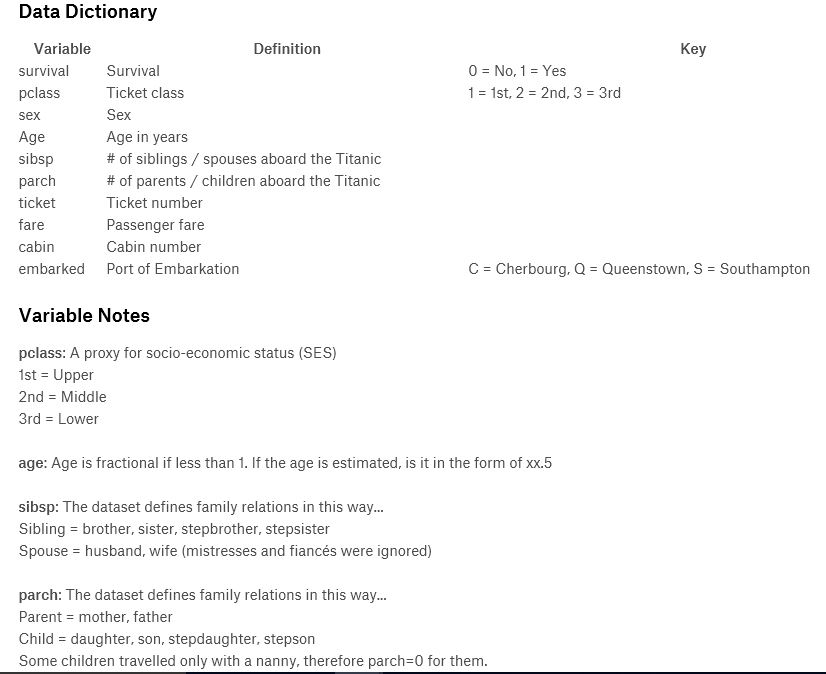 Data Dictionary
Variable Definition Key
survival Survival 0 = No, 1 = Yes
pclass Ticket class 1 = 1st, 2 = 2nd, 3 = 3rd
sex Sex
Age Age in years
sibsp # of siblings / spouses aboard the Titanic
parch # of parents / children aboard the Titanic
ticket Ticket number
fare Passenger fare
cabin Cabin number
embarked Port of Embarkation C = Cherbourg, Q = Queenstown, S = Southampton
Variable Notes
pclass: A proxy for socio-economic status (SES)
1st = Upper
2nd = Middle
3rd = Lower
age: Age is fractional if less than 1. If the age is estimated, is it in the form of xx.5
sibsp: The dataset defines family relations in this way...
Sibling = brother, sister, stepbrother, stepsister
Spouse = husband, wife (mistresses and fiancés were ignored)
parch: The dataset defines family relations in this way...
Parent = mother, father
Child = daughter, son, stepdaughter, stepson
Some children travelled only with a nanny, therefore parch=0 for them.